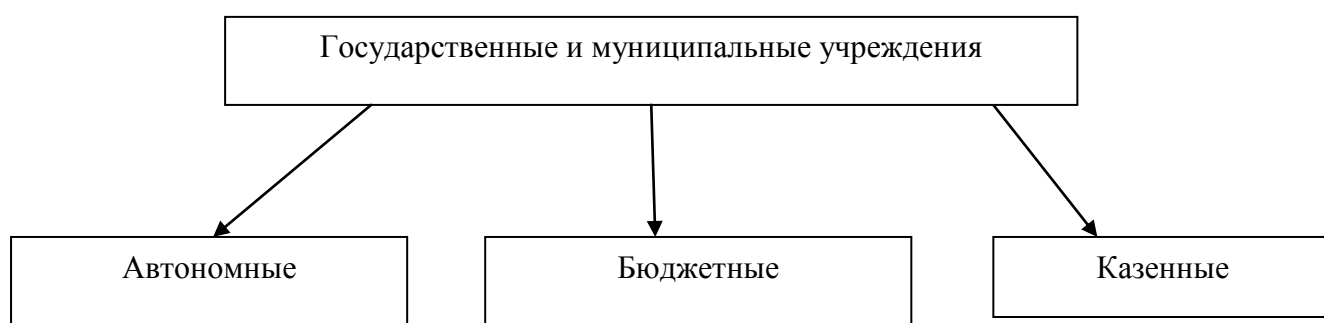 Государственные и муниципальные учреждения
Автономные
Бюджетные
Казенные